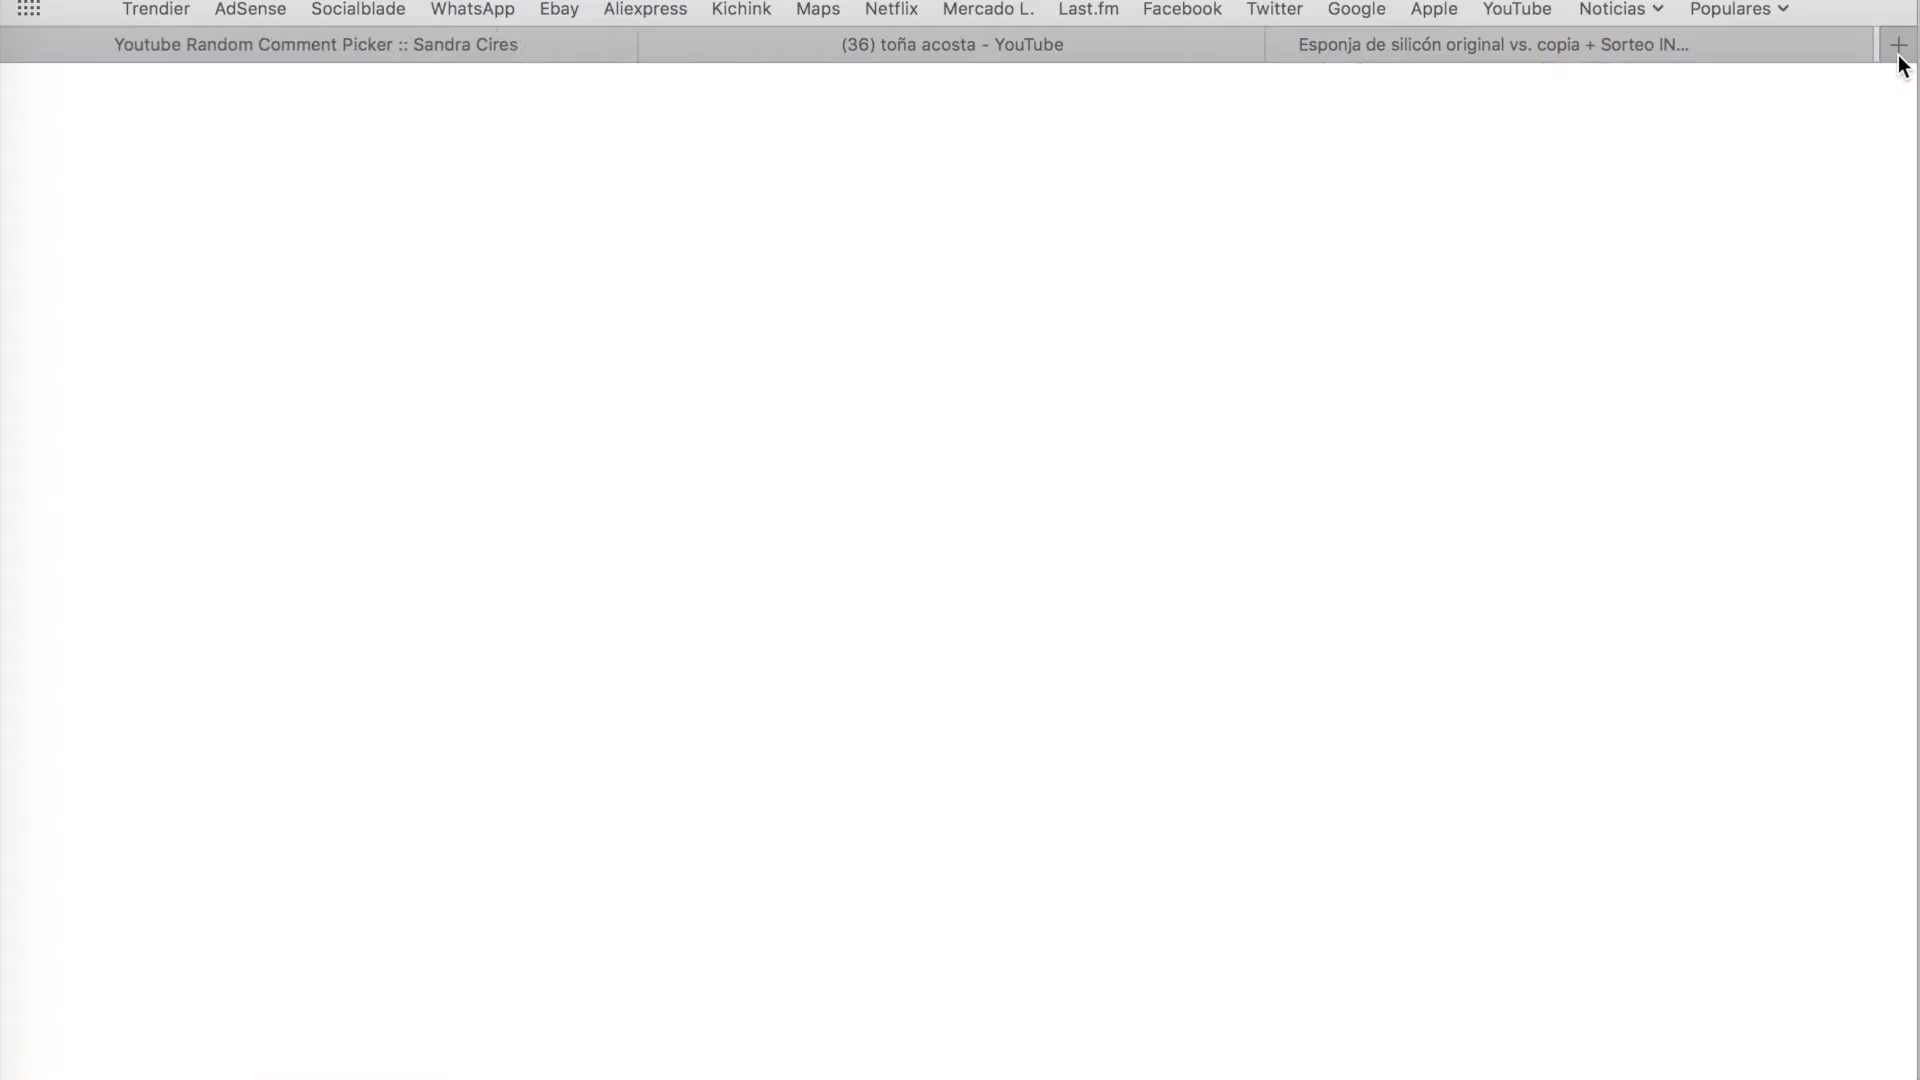 Trendier AdSense Socialblade WhatsApp Ebay Aliexpress Kichink Maps Netflix Mercado L. Last.fm Facebook Twitter Google Apple YouTube Noticias Populares
Youtube Random Comment Picker :: Sandra Cires (36) toña acosta - YouTube Esponja de silicón original vs. copia + Sorteo IN...